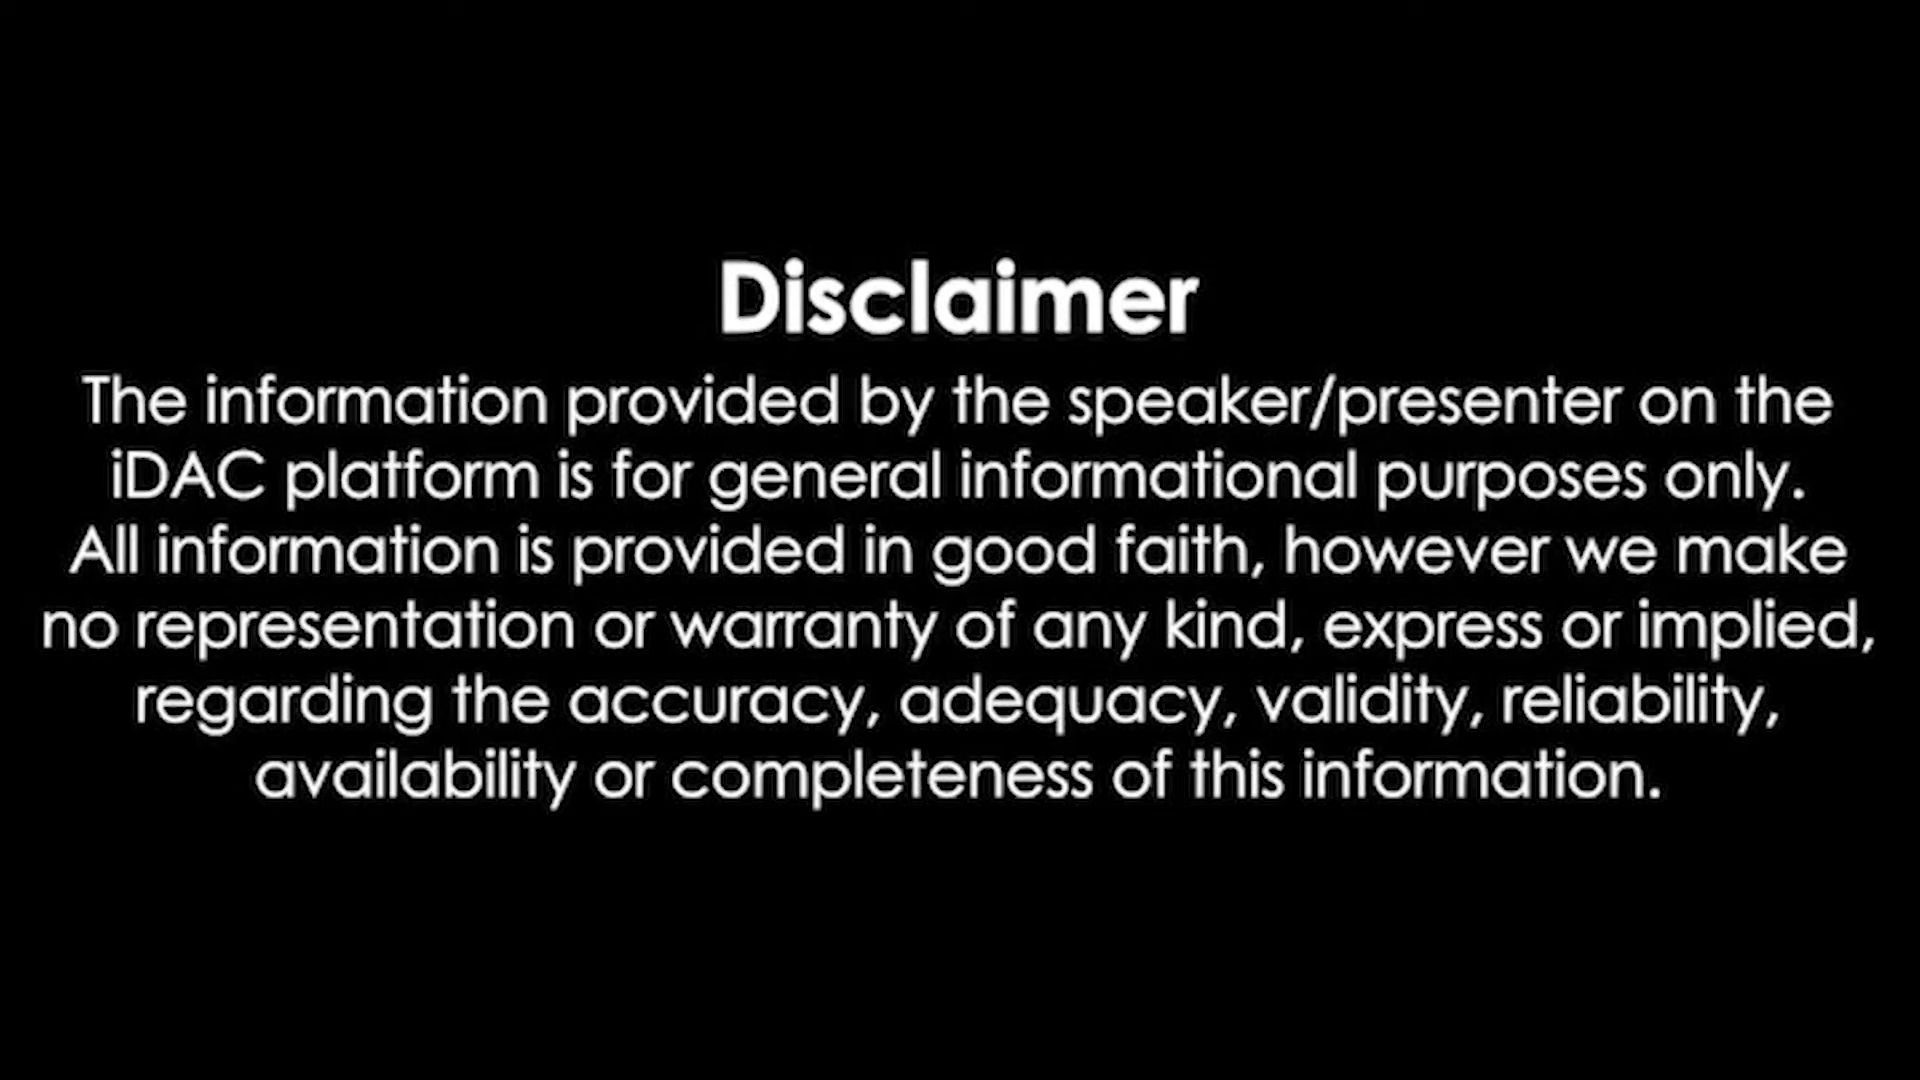 Disclaimer
The information provided by the speaker/presenter on the
iDAC platform is for general informational purposes only.
All information is provided in good faith, however we make
no representation or warranty of any kind, express or implied,
regarding the accuracy, adequacy, validity, reliability,
availability or completeness of this information.